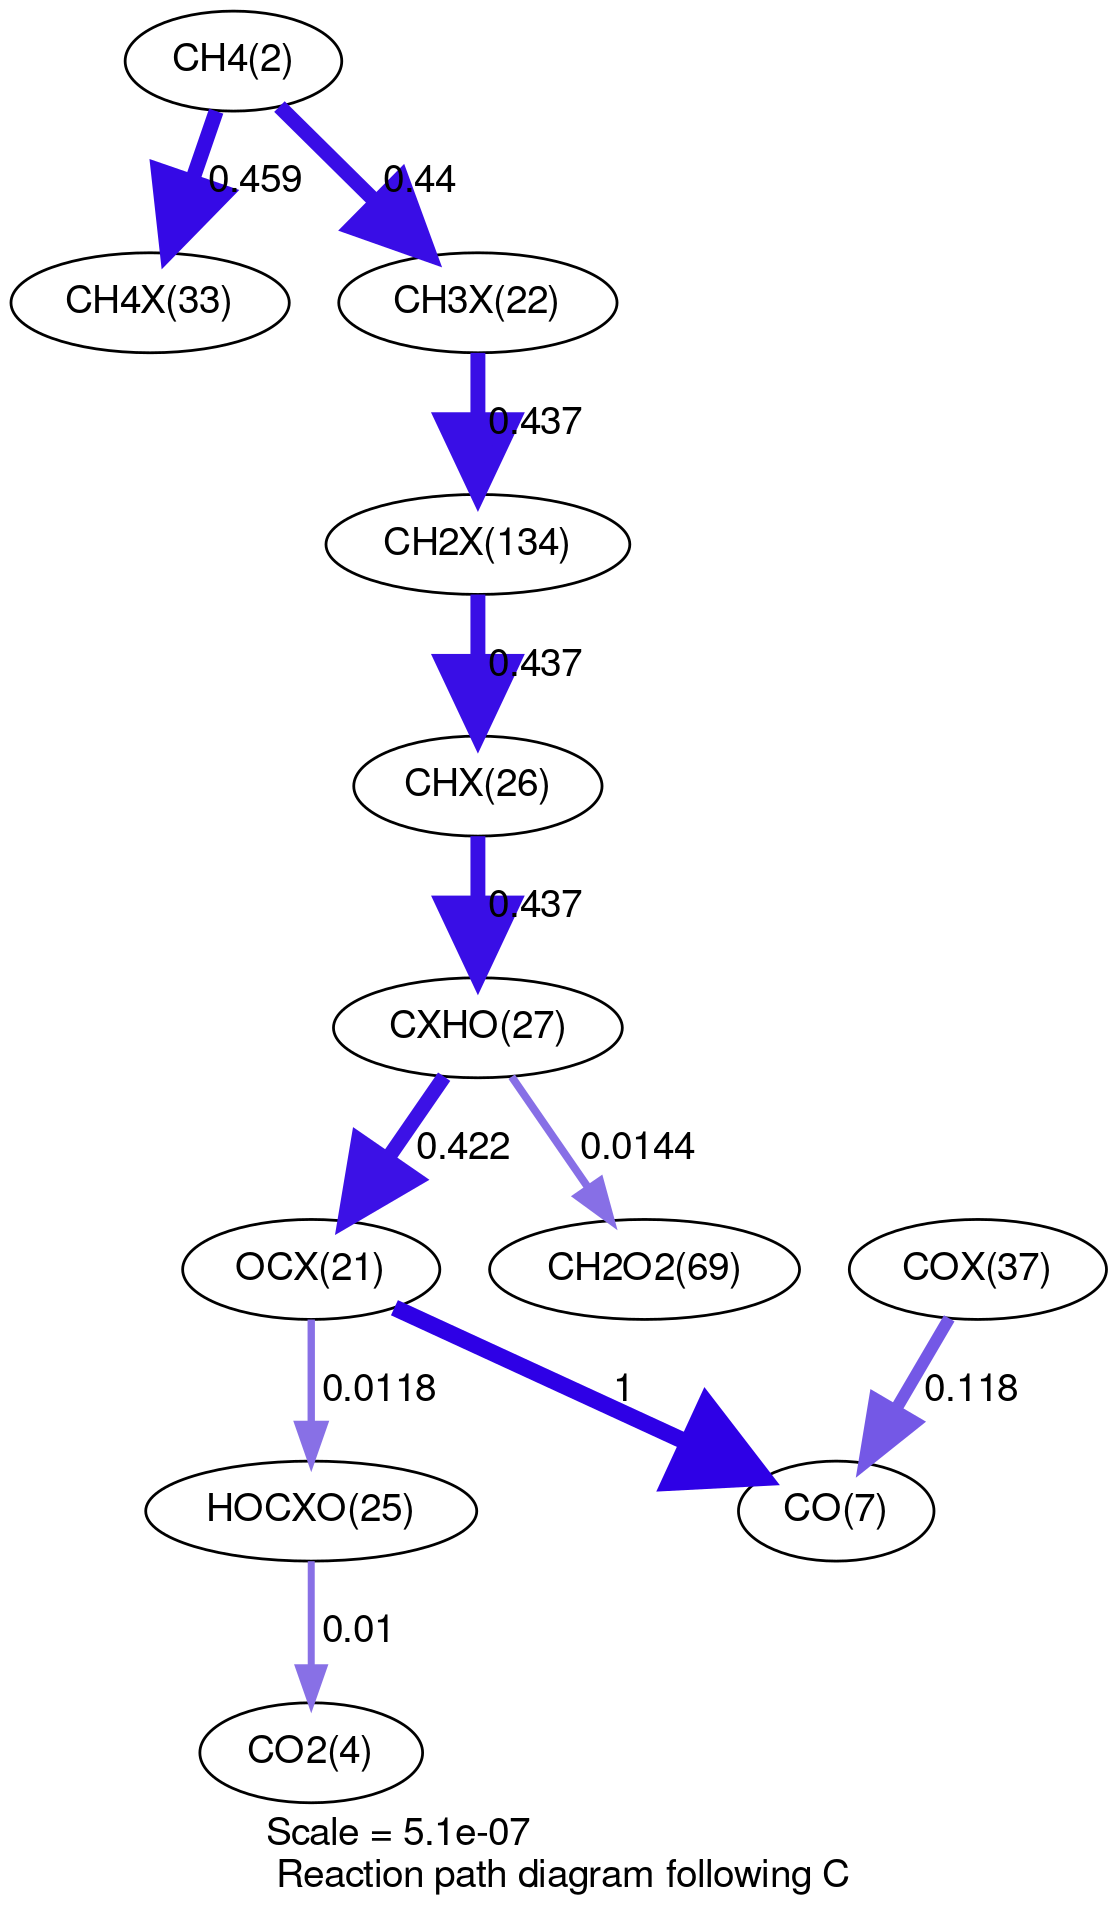 CH4(2)
0.459
0.44
CH4X(33)
CH3X(22)
0.437
CH2X(134)
0.437
CHX(26)
0.437
CXHO(27)
0.422
0.0144
OCX(21)
CH2O2(69)
COX(37)
0.0118
1
0.118
HOCXO(25)
CO(7)
0.01
CO2(4)
Scale = 5.1e-07
Reaction path diagram following C